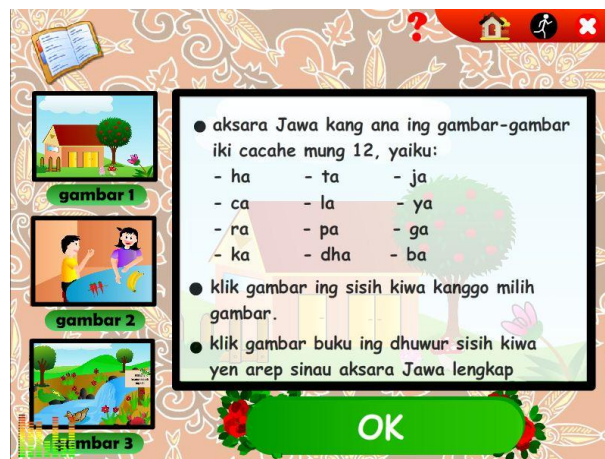 ?
● aksara Jawa kang ana ing gambar-gambar
iki cacahe mung 12, yaiku:
- ha - ta - ja
- ca - la - ya
- ra - pa - ga
- ka - dha - ba
● klik gambar ing sisih kiwa kanggo milih
gambar.
● klik gambar buku ing dhuwur sisih kiwa
yen arep sinau aksara Jawa lengkap
gambar 1
gambar 2
mbar 3
OK